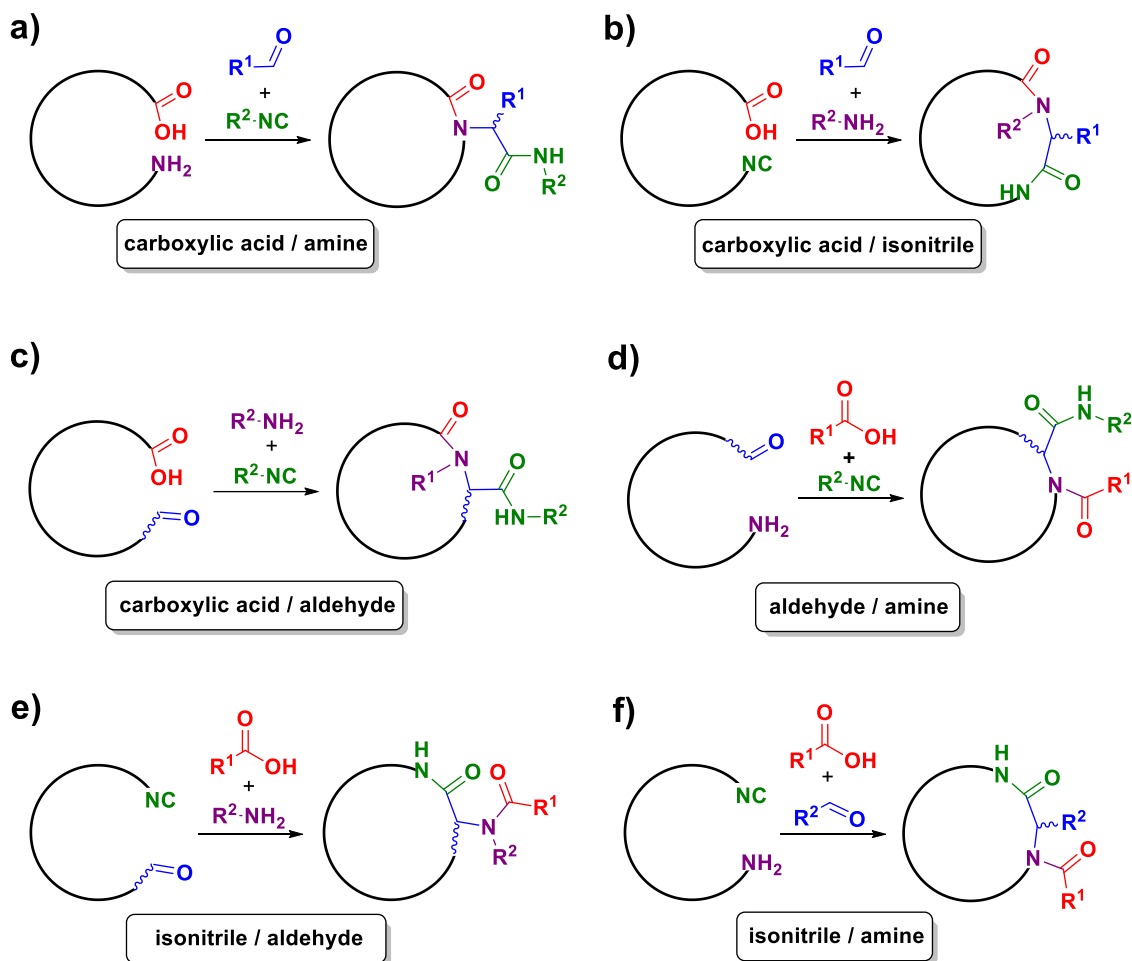 a)
R¹
O
+
R²-NC
O
OH
NH₂
O
R¹
N
NH
O
R²
carboxylic acid / amine
b)
R¹
O
+
R²-NH₂
O
OH
NC
O
N
R²
R¹
HN
O
carboxylic acid / isonitrile
c)
R²-NH₂
+
R²-NC
O
OH
O
O
N
R¹
O
HN
R²
carboxylic acid / aldehyde
d)
O
R¹
OH
+
R²-NC
O
NH₂
H
O
N
R²
N
R¹
O
aldehyde / amine
e)
O
R¹
OH
+
R²-NH₂
NC
O
H
N
O
O
R¹
N
R²
isonitrile / aldehyde
f)
O
R¹
OH
+
R²
O
NC
NH₂
H
N
O
R²
N
O
R¹
isonitrile / amine